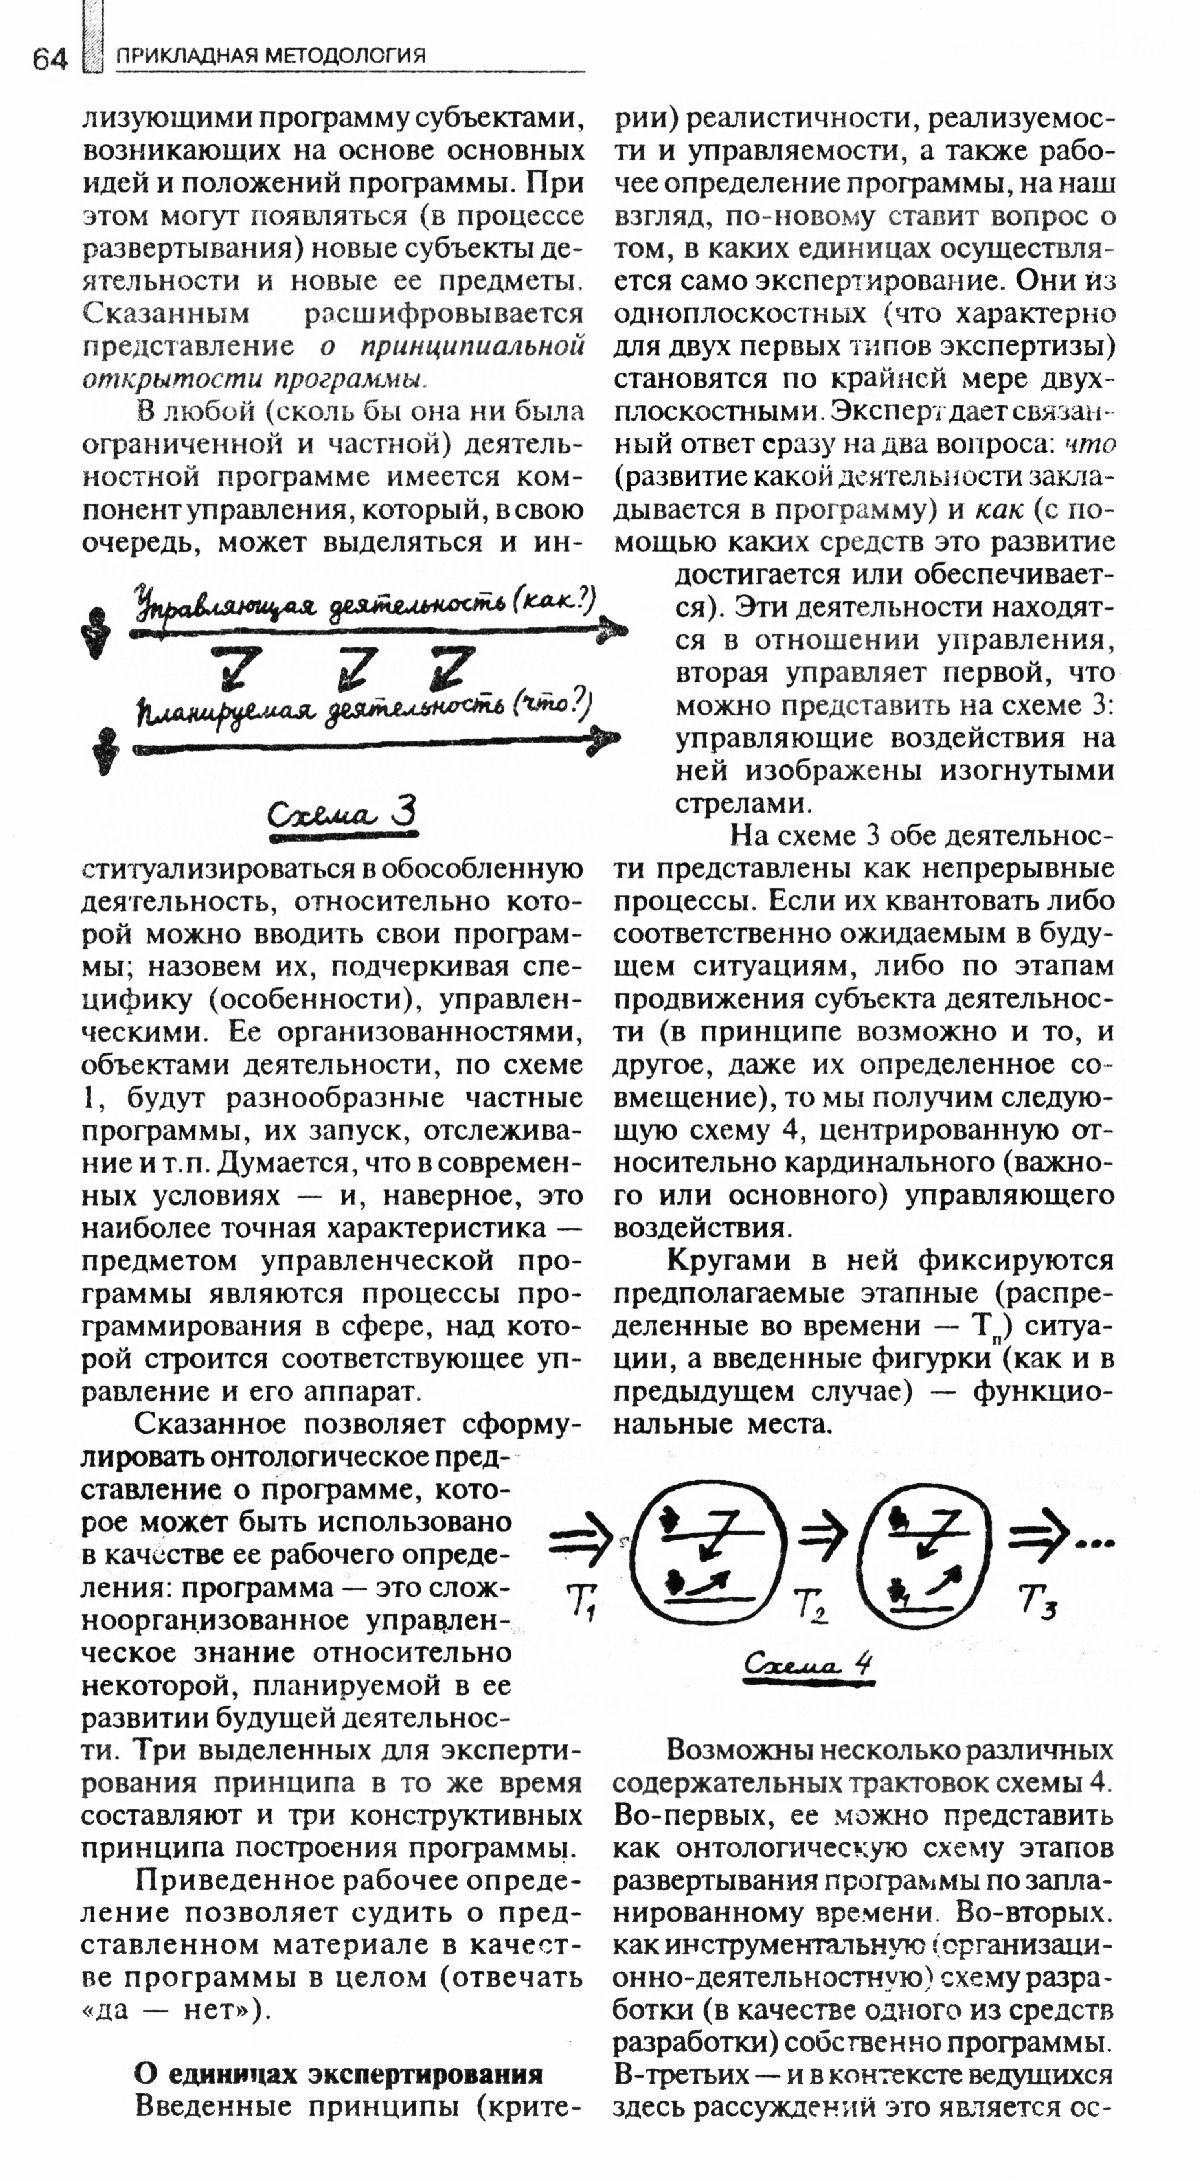 64
ПРИКЛАДНАЯ МЕТОДОЛОГИЯ
лизующими программу субъектами,
возникающих на основе основных
идей и положений программы. При
этом могут появляться (в процессе
развертывания) новые субъекты де-
ятельности и новые ее предметы.
Сказанным расшифровывается
представление о принципиальной
открытости программы.
В любой (сколь бы она ни была
ограниченной и частной) деятель-
ностной программе имеется ком-
понент управления, который, в свою
очередь, может выделяться и ин-
Управляющая деятельность (как?)
Планируемая деятельность (что?)
Схема 3
ституализироваться в обособленную
деятельность, относительно кото-
рой можно вводить свои програм-
мы; назовем их, подчеркивая спе-
цифику (особенности), управлен-
ческими. Ее организованностями,
объектами деятельности, по схеме
1, будут разнообразные частные
программы, их запуск, отслежива-
ние и т.п. Думается, что в современ-
ных условиях — и, наверное, это
наиболее точная характеристика —
предметом управленческой про-
граммы являются процессы про-
граммирования в сфере, над кото-
рой строится соответствующее уп-
равление и его аппарат.
Сказанное позволяет сформу-
лировать онтологическое пред-
ставление о программе, кото-
рое может быть использовано
в качестве ее рабочего опреде-
ления: программа — это слож-
ноорганизованное управлен-
ческое знание относительно
некоторой, планируемой в ее
развитии будущей деятельнос-
ти. Три выделенных для эксперти-
рования принципа в то же время
составляют и три конструктивных
принципа построения программы.
Приведенное рабочее опреде-
ление позволяет судить о пред-
ставленном материале в качест-
ве программы в целом (отвечать
«да — нет»).
О единицах экспертирования
Введенные принципы (крите-
рии) реалистичности, реализуемос-
ти и управляемости, а также рабо-
чее определение программы, на наш
взгляд, по-новому ставит вопрос о
том, в каких единицах осуществля-
ется само экспертирование. Они из
одноплоскостных (что характерно
для двух первых типов экспертизы)
становятся по крайней мере двух-
плоскостными. Эксперт дает связан-
ный ответ сразу на два вопроса: что
(развитие какой деятельности закла-
дывается в программу) и как (с по-
мощью каких средств это развитие
достигается или обеспечивает-
ся). Эти деятельности находят-
ся в отношении управления,
вторая управляет первой, что
можно представить на схеме 3:
управляющие воздействия на
ней изображены изогнутыми
стрелами.
На схеме 3 обе деятельнос-
ти представлены как непрерывные
процессы. Если их квантовать либо
соответственно ожидаемым в буду-
щем ситуациям, либо по этапам
продвижения субъекта деятельнос-
ти (в принципе возможно и то, и
другое, даже их определенное со-
вмещение), то мы получим следую-
щую схему 4, центрированную от-
носительно кардинального (важно-
го или основного) управляющего
воздействия.
Кругами в ней фиксируются
предполагаемые этапные (распре-
деленные во времени — Тп) ситуа-
ции, а введенные фигурки (как и в
предыдущем случае) — функцио-
нальные места.
T1 T2 T3
Схема 4
Возможны несколько различных
содержательных трактовок схемы 4.
Во-первых, ее можно представить
как онтологическую схему этапов
развертывания программы по запла-
нированному времени. Во-вторых.
как инструментальную (организаци-
онно-деятельностную) схему разра-
ботки (в качестве одного из средств
разработки) собственно программы.
В-третьих — и в контексте ведущихся
здесь рассуждений это является ос-